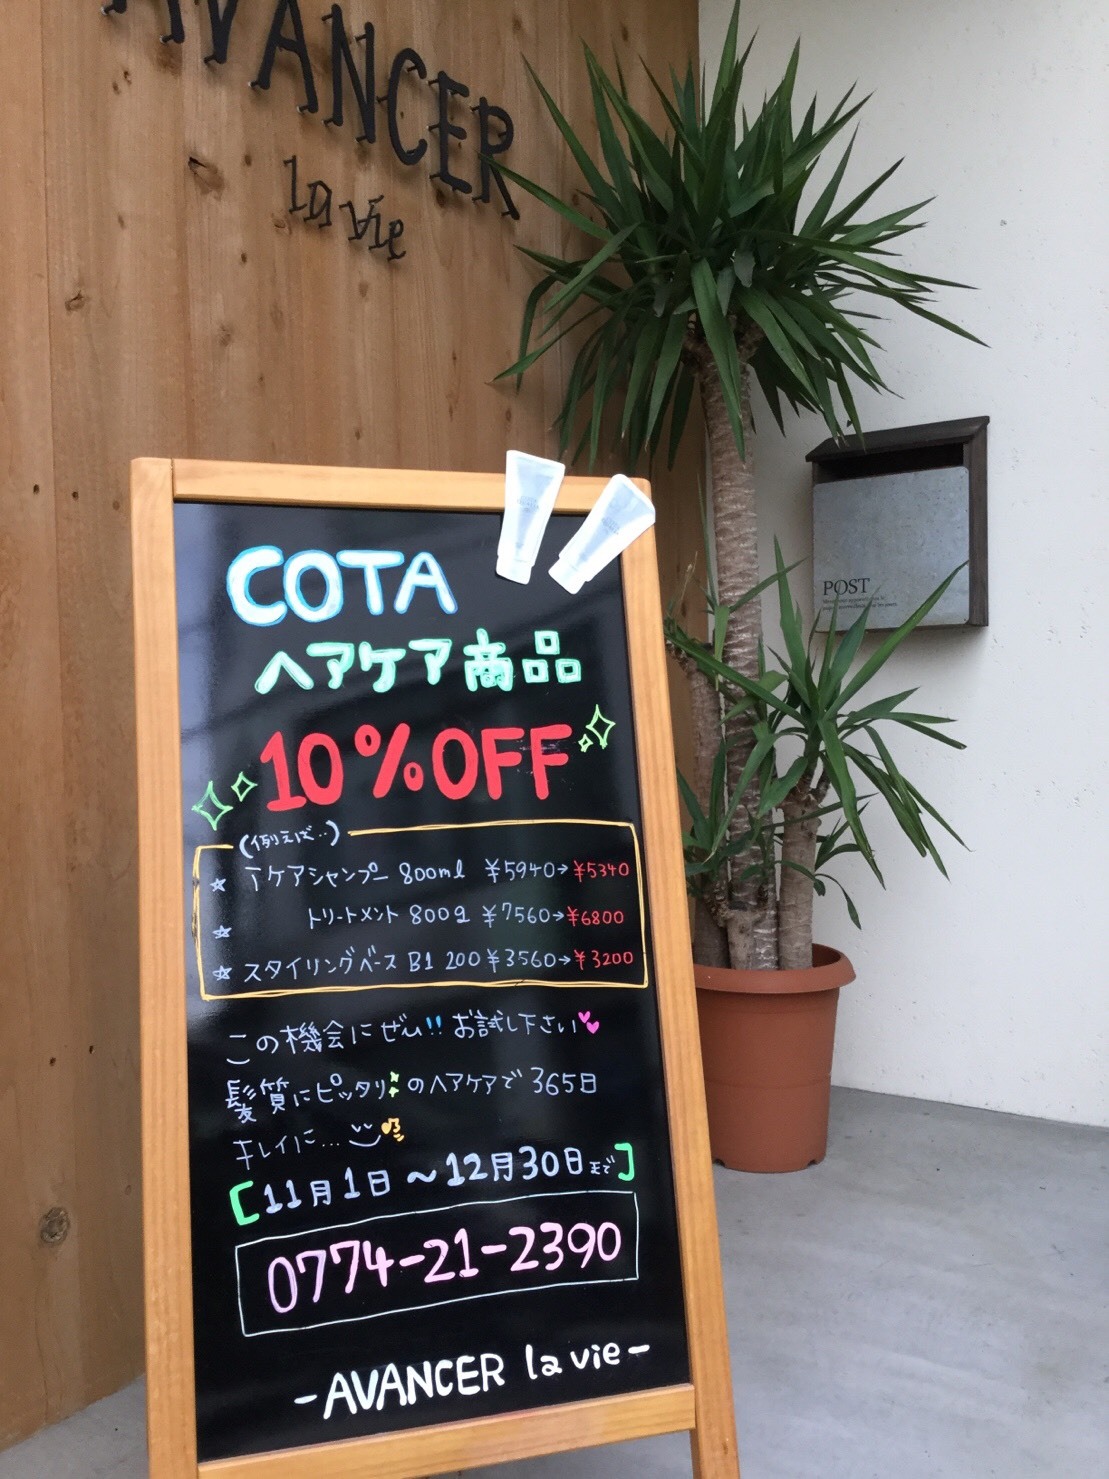 AVANCER
la vie
POST
COTA
ヘアケア商品
10%OFF
(例えば‥)
☆ アケアシャンプー 800ml ¥5940→¥5340
☆ トリートメント 800g ¥7560→¥6800
☆ スタイリングベース B1 200 ¥3560→¥3200
この機会にぜひ!!お試し下さい
髪質にピッタリのヘアケアで365日
キレイに…
[11月1日〜12月30日まで]
0774-21-2390
-AVANCER la vie-